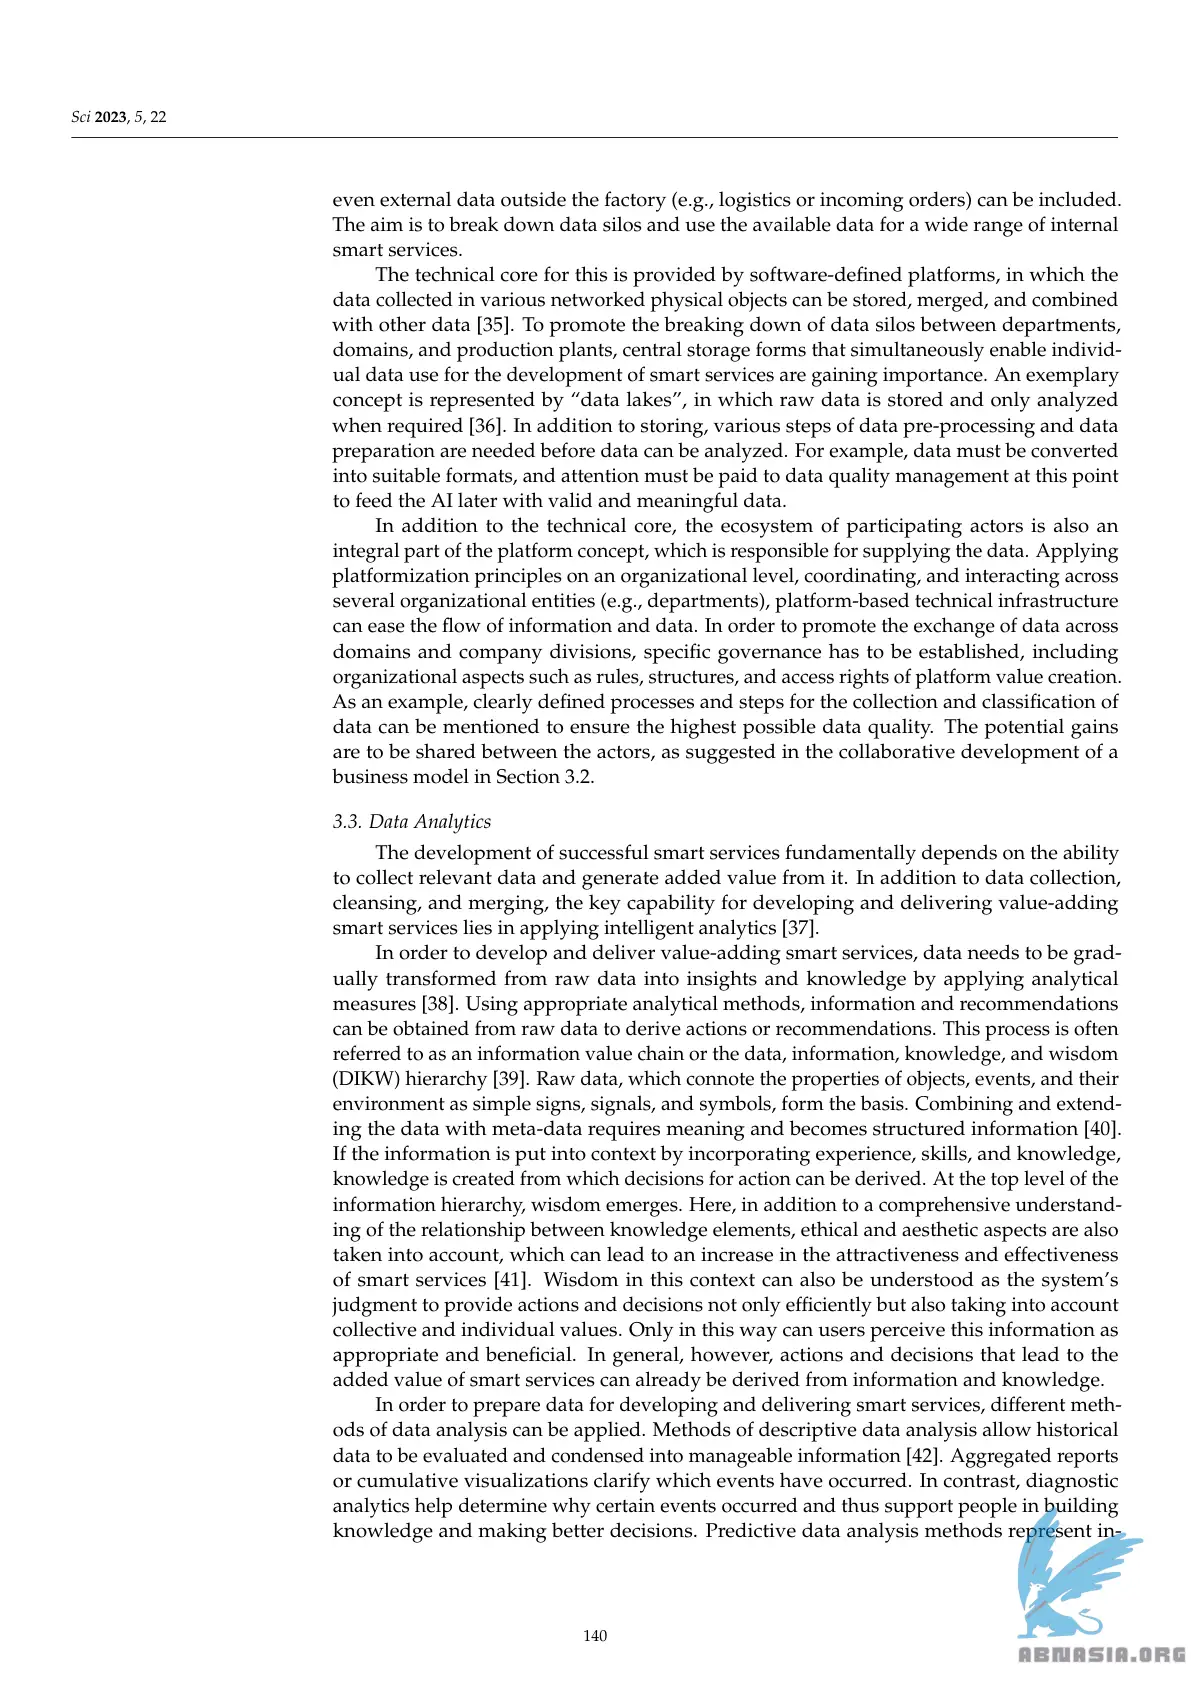 Sci 2023, 5, 22
even external data outside the factory (e.g., logistics or incoming orders) can be included.
The aim is to break down data silos and use the available data for a wide range of internal
smart services.
The technical core for this is provided by software-defined platforms, in which the
data collected in various networked physical objects can be stored, merged, and combined
with other data [35]. To promote the breaking down of data silos between departments,
domains, and production plants, central storage forms that simultaneously enable individ-
ual data use for the development of smart services are gaining importance. An exemplary
concept is represented by “data lakes”, in which raw data is stored and only analyzed
when required [36]. In addition to storing, various steps of data pre-processing and data
preparation are needed before data can be analyzed. For example, data must be converted
into suitable formats, and attention must be paid to data quality management at this point
to feed the AI later with valid and meaningful data.
In addition to the technical core, the ecosystem of participating actors is also an
integral part of the platform concept, which is responsible for supplying the data. Applying
platformization principles on an organizational level, coordinating, and interacting across
several organizational entities (e.g., departments), platform-based technical infrastructure
can ease the flow of information and data. In order to promote the exchange of data across
domains and company divisions, specific governance has to be established, including
organizational aspects such as rules, structures, and access rights of platform value creation.
As an example, clearly defined processes and steps for the collection and classification of
data can be mentioned to ensure the highest possible data quality. The potential gains
are to be shared between the actors, as suggested in the collaborative development of a
business model in Section 3.2.
3.3. Data Analytics
The development of successful smart services fundamentally depends on the ability
to collect relevant data and generate added value from it. In addition to data collection,
cleansing, and merging, the key capability for developing and delivering value-adding
smart services lies in applying intelligent analytics [37].
In order to develop and deliver value-adding smart services, data needs to be grad-
ually transformed from raw data into insights and knowledge by applying analytical
measures [38]. Using appropriate analytical methods, information and recommendations
can be obtained from raw data to derive actions or recommendations. This process is often
referred to as an information value chain or the data, information, knowledge, and wisdom
(DIKW) hierarchy [39]. Raw data, which connote the properties of objects, events, and their
environment as simple signs, signals, and symbols, form the basis. Combining and extend-
ing the data with meta-data requires meaning and becomes structured information [40].
If the information is put into context by incorporating experience, skills, and knowledge,
knowledge is created from which decisions for action can be derived. At the top level of the
information hierarchy, wisdom emerges. Here, in addition to a comprehensive understand-
ing of the relationship between knowledge elements, ethical and aesthetic aspects are also
taken into account, which can lead to an increase in the attractiveness and effectiveness
of smart services [41]. Wisdom in this context can also be understood as the system’s
judgment to provide actions and decisions not only efficiently but also taking into account
collective and individual values. Only in this way can users perceive this information as
appropriate and beneficial. In general, however, actions and decisions that lead to the
added value of smart services can already be derived from information and knowledge.
In order to prepare data for developing and delivering smart services, different meth-
ods of data analysis can be applied. Methods of descriptive data analysis allow historical
data to be evaluated and condensed into manageable information [42]. Aggregated reports
or cumulative visualizations clarify which events have occurred. In contrast, diagnostic
analytics help determine why certain events occurred and thus support people in building
knowledge and making better decisions. Predictive data analysis methods represent in-
140
ABNASIA.ORG